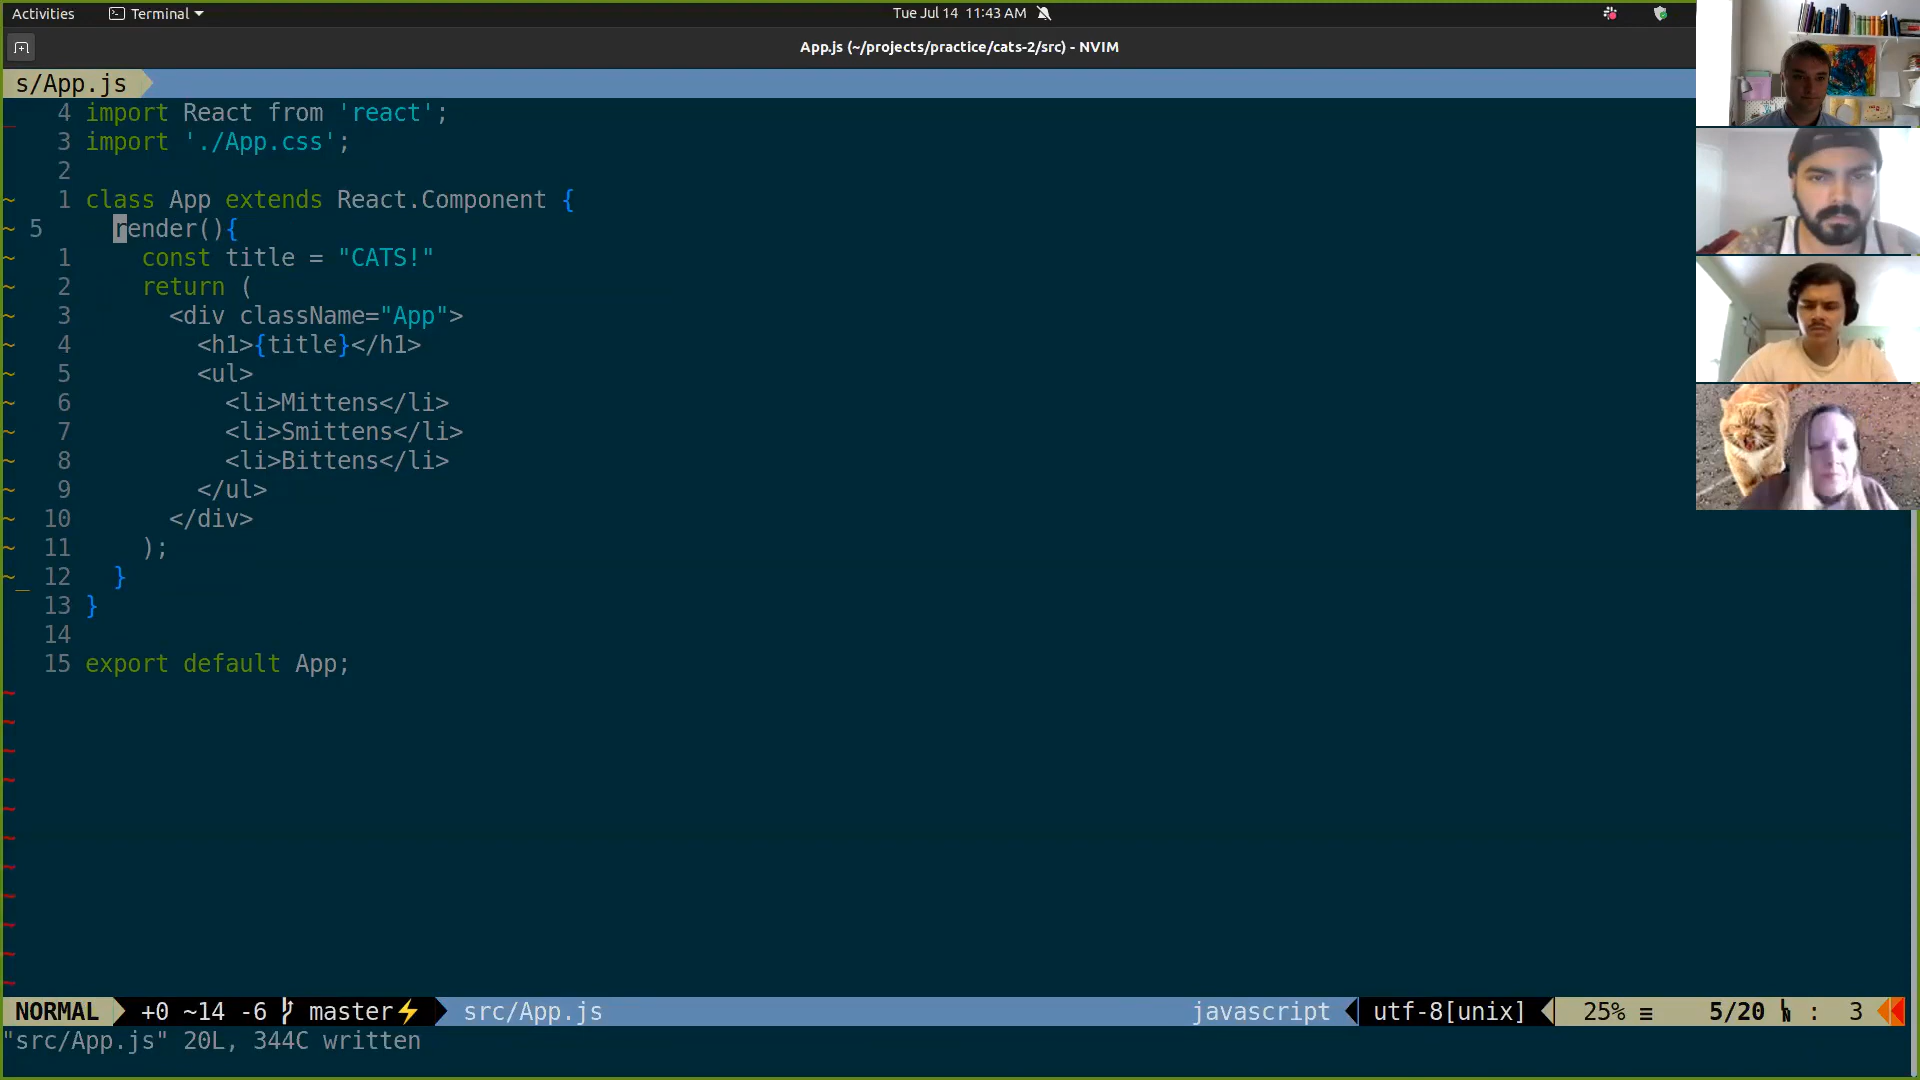 Activities Terminal Tue Jul 14 11:43 AM
App.js (~/projects/practice/cats-2/src) - NVIM
s/App.js
4 import React from 'react';
3 import './App.css';
2
~ 1 class App extends React.Component {
~ 5 render(){
~ 1 const title = "CATS!"
~ 2 return (
~ 3 <div className="App">
~ 4 <h1>{title}</h1>
~ 5 <ul>
~ 6 <li>Mittens</li>
~ 7 <li>Smittens</li>
~ 8 <li>Bittens</li>
~ 9 </ul>
~ 10 </div>
~ 11 );
~_ 12 }
13 }
14
15 export default App;
~
~
~
~
~
~
~
~
~
~
~
NORMAL +0 ~14 -6 master⚡ src/App.js javascript utf-8[unix] 25% ≡ 5/20 : 3
"src/App.js" 20L, 344C written